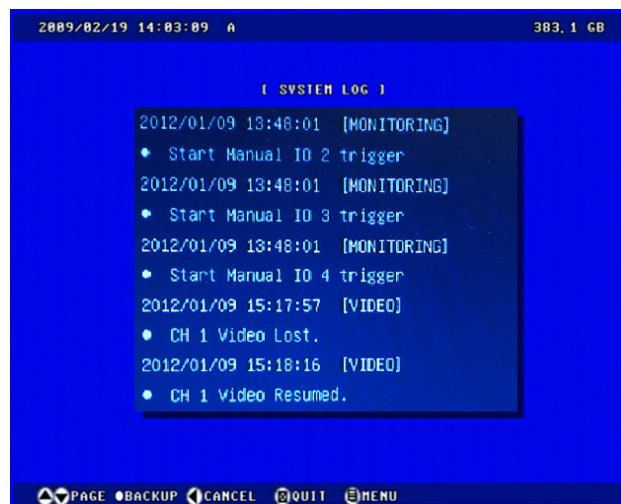 2009/02/19 14:03:09 A 383.1 GB
[ SYSTEM LOG ]
2012/01/09 13:48:01 [MONITORING]
● Start Manual IO 2 trigger
2012/01/09 13:48:01 [MONITORING]
● Start Manual IO 3 trigger
2012/01/09 13:48:01 [MONITORING]
● Start Manual IO 4 trigger
2012/01/09 15:17:57 [VIDEO]
● CH 1 Video Lost.
2012/01/09 15:18:16 [VIDEO]
● CH 1 Video Resumed.
PAGE ●BACKUP CANCEL QUIT MENU